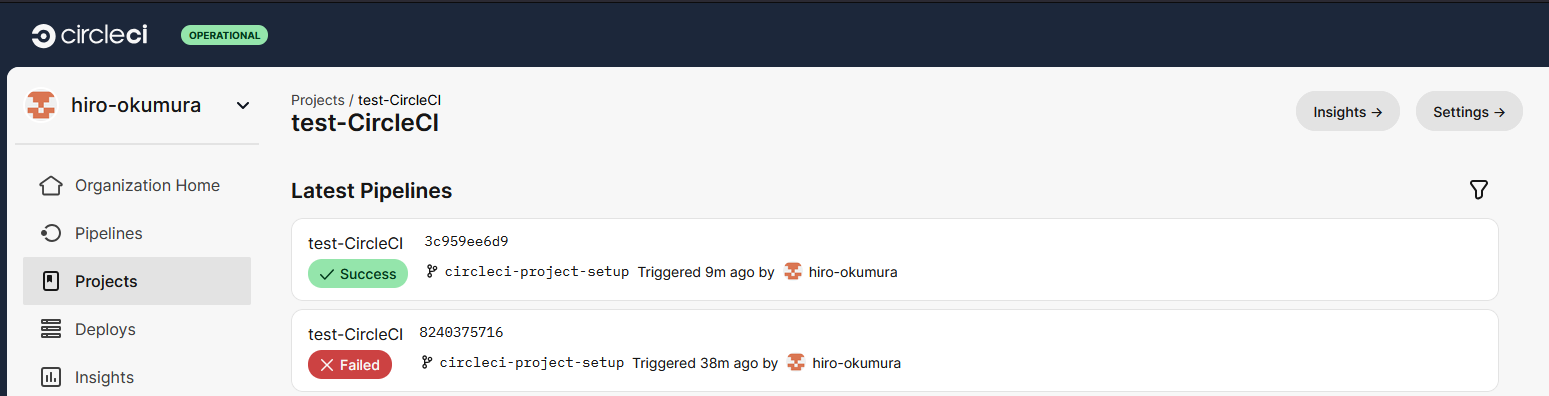 circleci OPERATIONAL
hiro-okumura
Projects / test-CircleCI
test-CircleCI
Insights → Settings →
Organization Home
Pipelines
Projects
Deploys
Insights
Latest Pipelines
test-CircleCI 3c959ee6d9
Success circleci-project-setup Triggered 9m ago by hiro-okumura
test-CircleCI 8240375716
Failed circleci-project-setup Triggered 38m ago by hiro-okumura